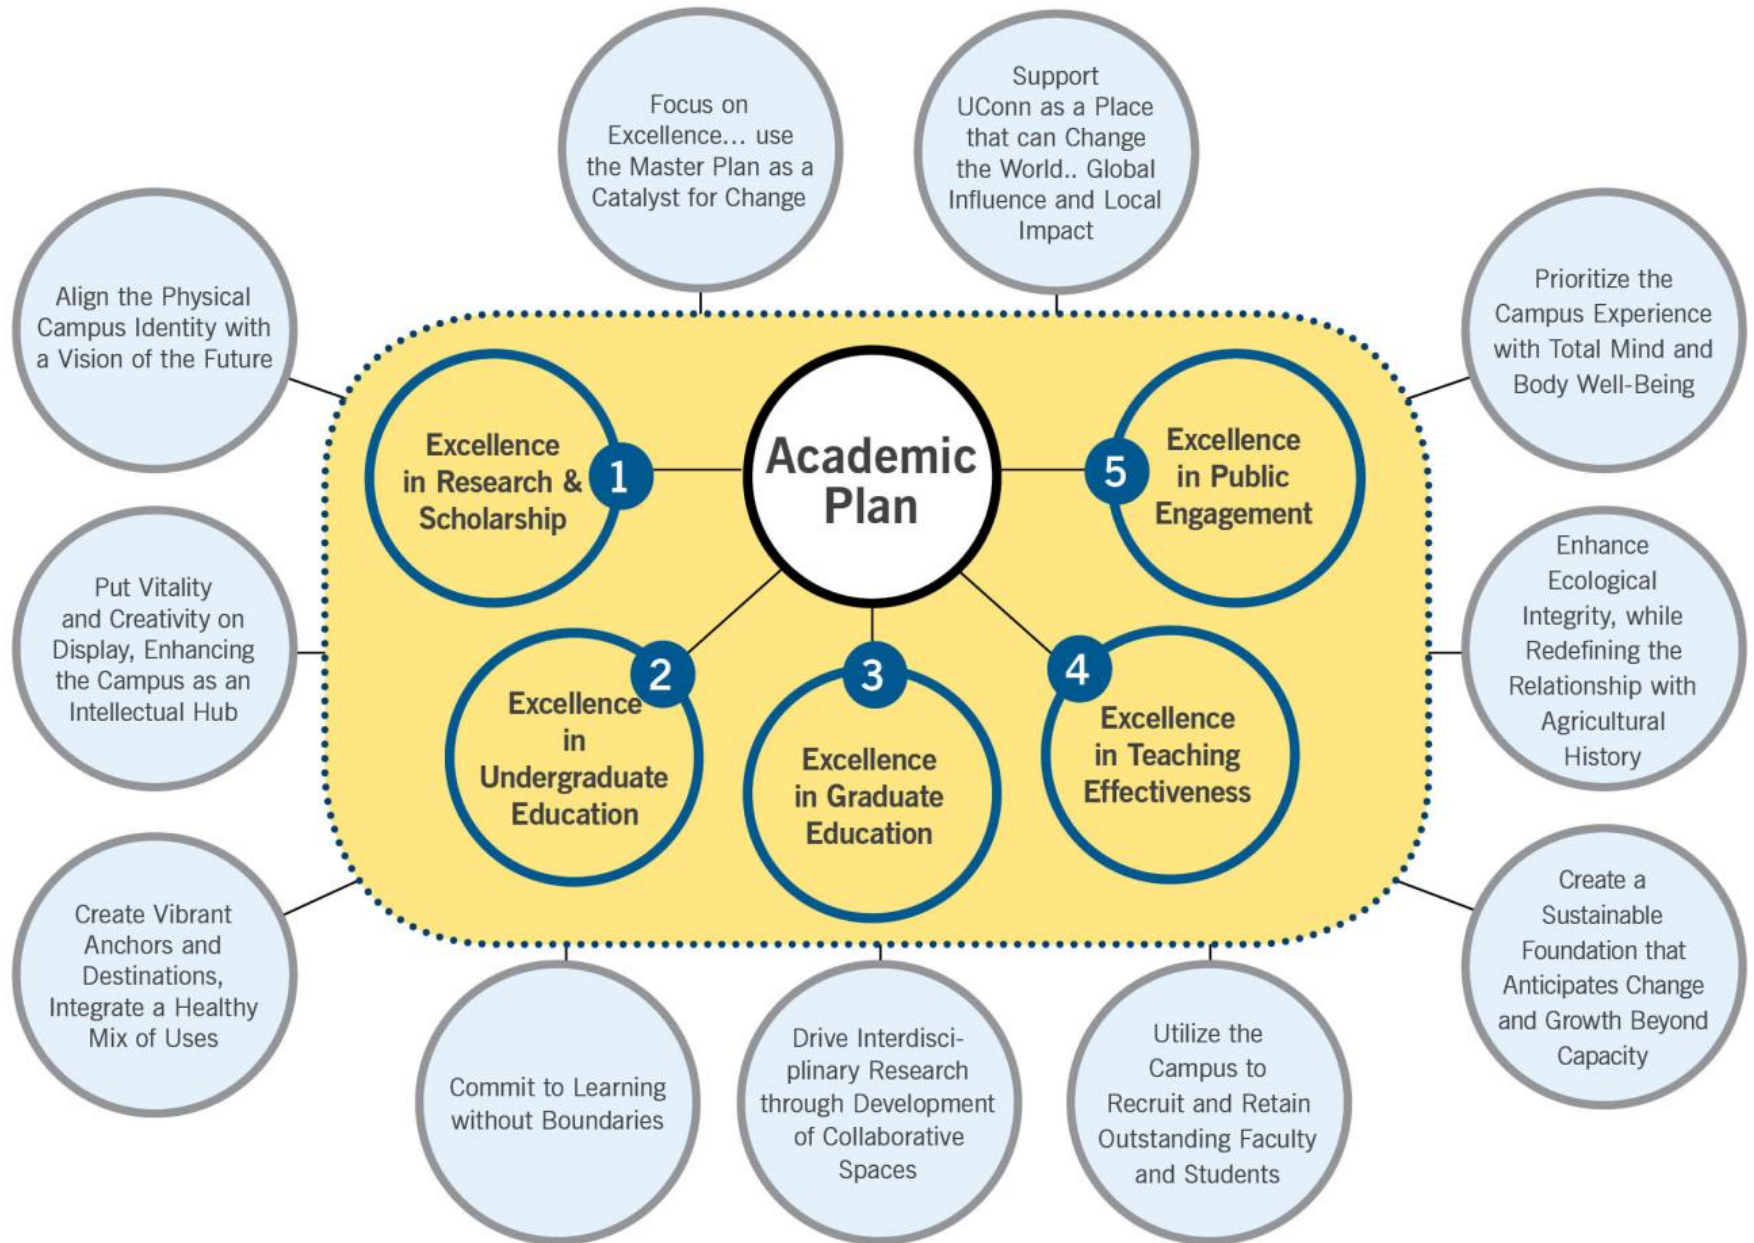 Focus on
Excellence... use
the Master Plan as a
Catalyst for Change
Support
UConn as a Place
that can Change
the World.. Global
Influence and Local
Impact
Align the Physical
Campus Identity with
a Vision of the Future
Prioritize the
Campus Experience
with Total Mind and
Body Well-Being
Academic
Plan
Excellence
in Research &
Scholarship
1
5
Excellence
in Public
Engagement
Put Vitality
and Creativity on
Display, Enhancing
the Campus as an
Intellectual Hub
Enhance
Ecological
Integrity, while
Redefining the
Relationship with
Agricultural
History
2
Excellence
in
Undergraduate
Education
3
Excellence
in Graduate
Education
4
Excellence
in Teaching
Effectiveness
Create Vibrant
Anchors and
Destinations,
Integrate a Healthy
Mix of Uses
Create a
Sustainable
Foundation that
Anticipates Change
and Growth Beyond
Capacity
Commit to Learning
without Boundaries
Drive Interdisci-
plinary Research
through Development
of Collaborative
Spaces
Utilize the
Campus to
Recruit and Retain
Outstanding Faculty
and Students